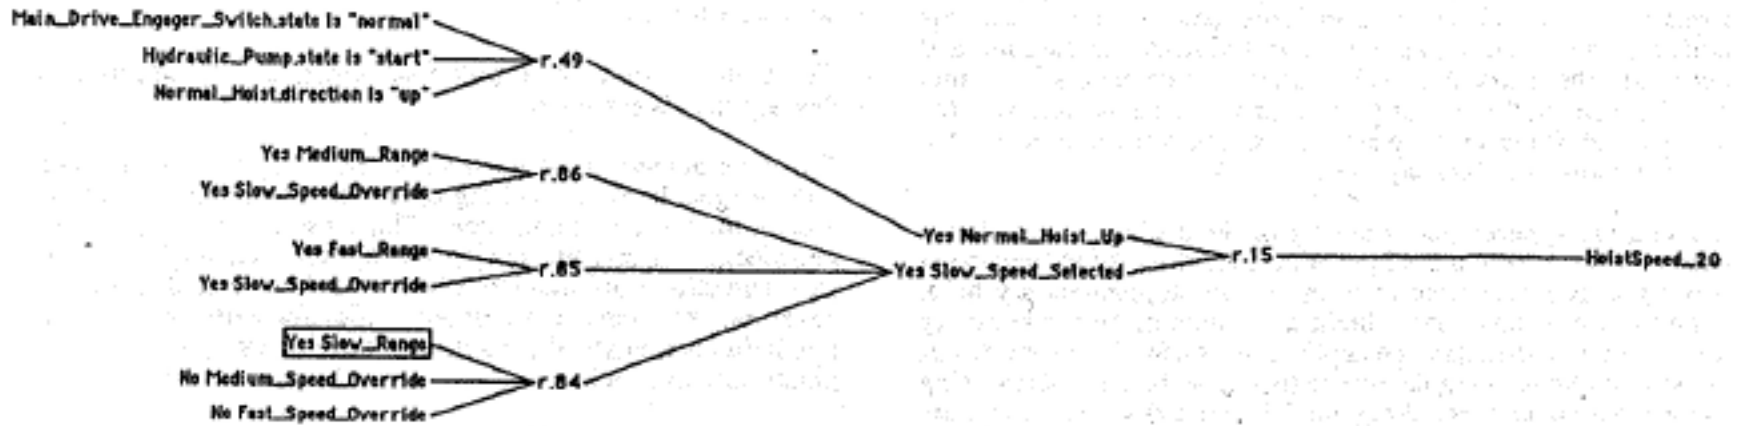 Main_Drive_Engager_Switch.state is "normal"
Hydraulic_Pump.state is "start"
r.49
Normal_Hoist.direction is "up"
Yes Medium_Range
r.86
Yes Slow_Speed_Override
Yes Normal_Hoist_Up
Yes Fast_Range
r.15
HoistSpeed_20
r.85
Yes Slow_Speed_Selected
Yes Slow_Speed_Override
Yes Slow_Range
No Medium_Speed_Override
r.84
No Fast_Speed_Override